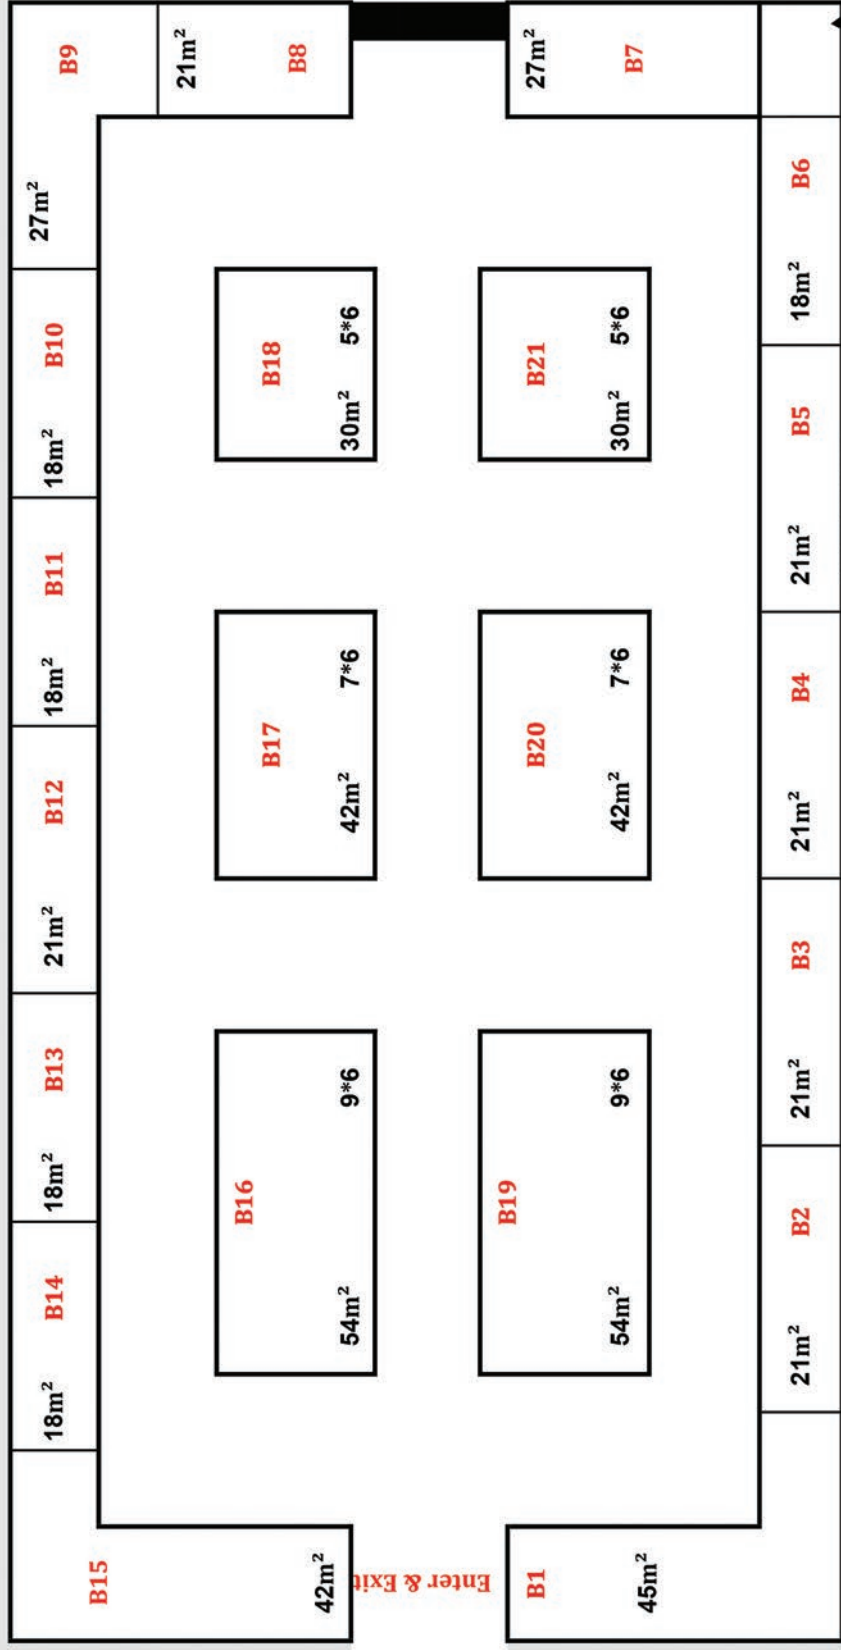 B9
27m²
21m²
B8
27m²
B7
B6
18m²
B10
18m²
B18
30m² 5*6
B21
30m² 5*6
B5
21m²
B11
18m²
B17
42m² 7*6
B20
42m² 7*6
B4
21m²
B12
21m²
B3
21m²
B13
18m²
B16
54m² 9*6
B19
54m² 9*6
B2
21m²
B14
18m²
B15
42m²
Enter & Exit
B1
45m²